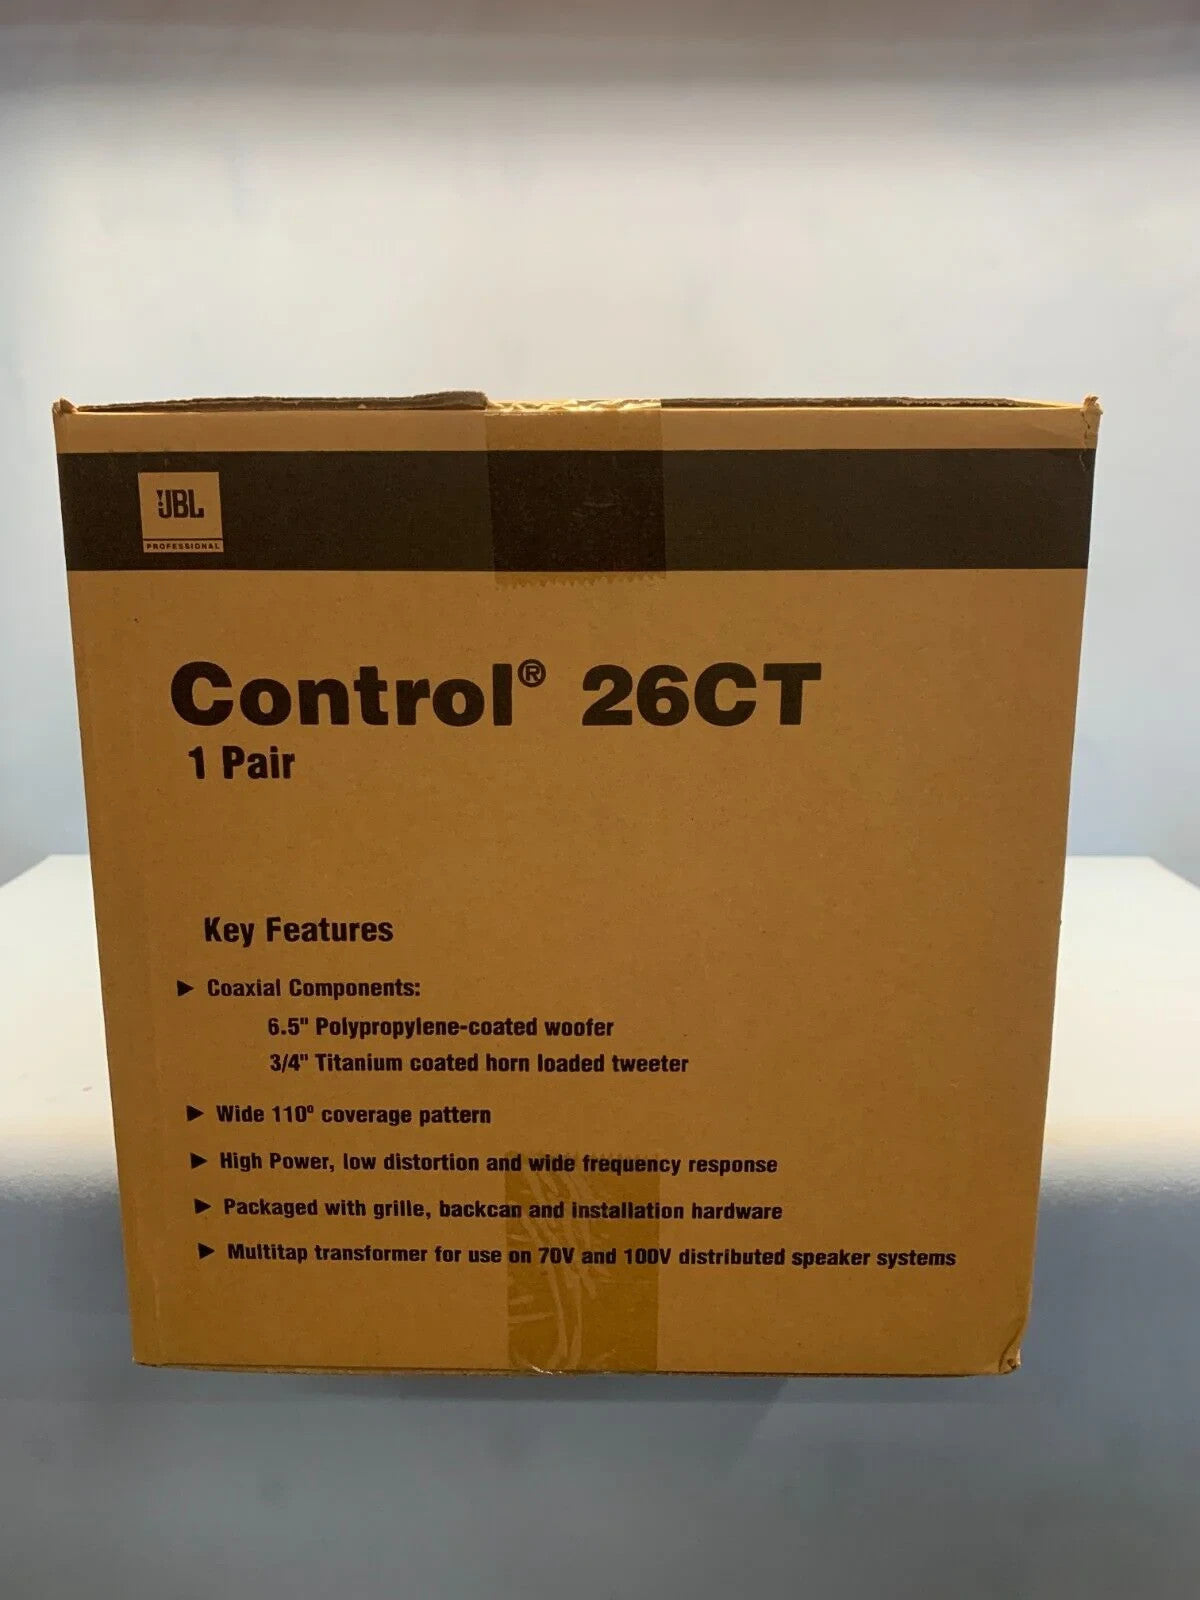 JBL
PROFESSIONAL
Control® 26CT
1 Pair
Key Features
► Coaxial Components:
6.5" Polypropylene-coated woofer
3/4" Titanium coated horn loaded tweeter
► Wide 110º coverage pattern
► High Power, low distortion and wide frequency response
► Packaged with grille, backcan and installation hardware
► Multitap transformer for use on 70V and 100V distributed speaker systems